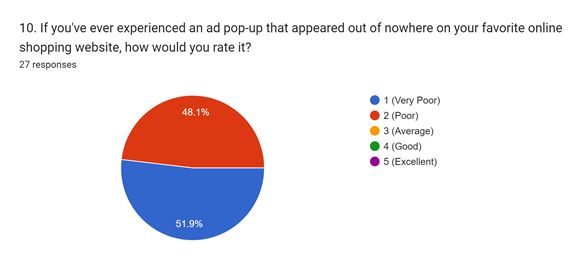 10. If you've ever experienced an ad pop-up that appeared out of nowhere on your favorite online
shopping website, how would you rate it?
27 responses
48.1%
51.9%
1 (Very Poor)
2 (Poor)
3 (Average)
4 (Good)
5 (Excellent)